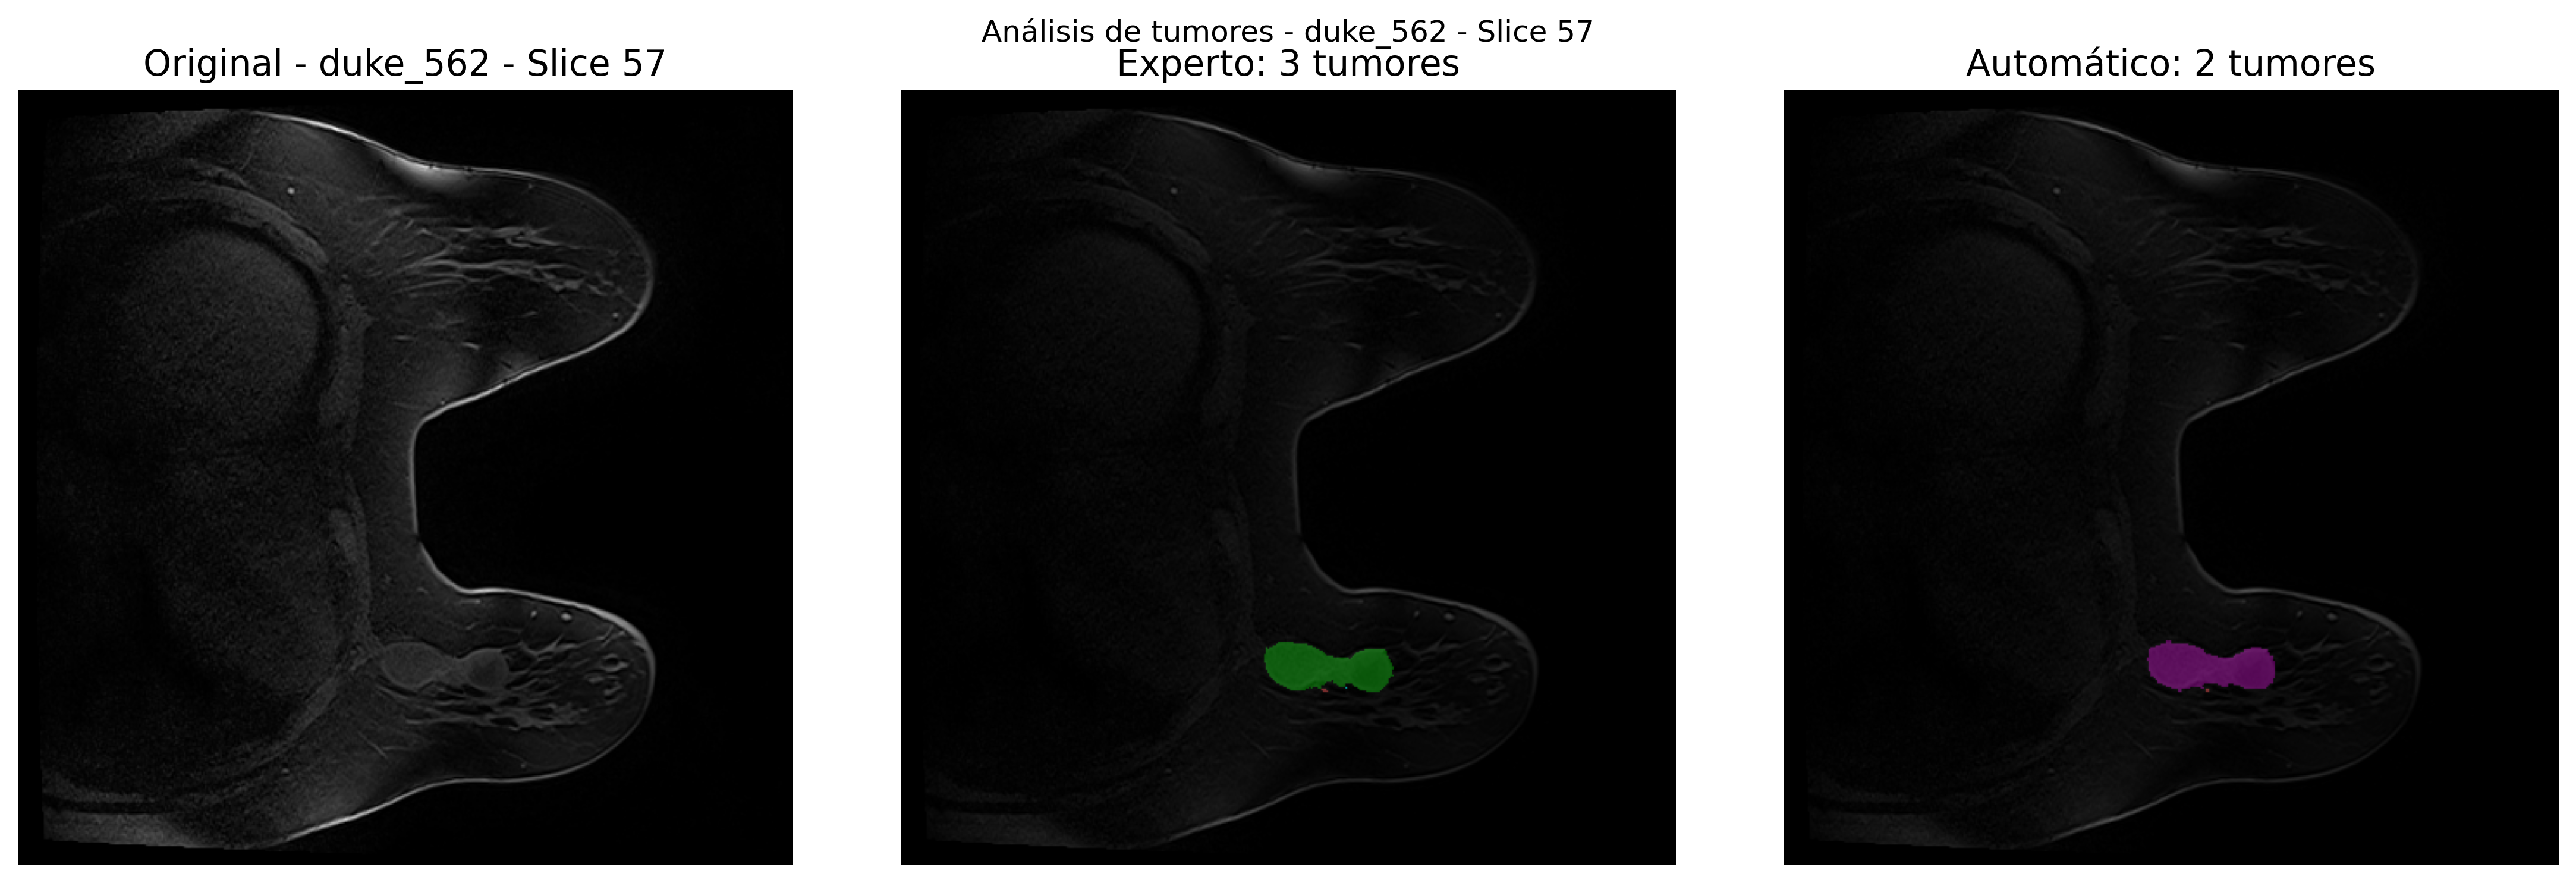 Análisis de tumores - duke_562 - Slice 57
Original - duke_562 - Slice 57
Experto: 3 tumores
Automático: 2 tumores